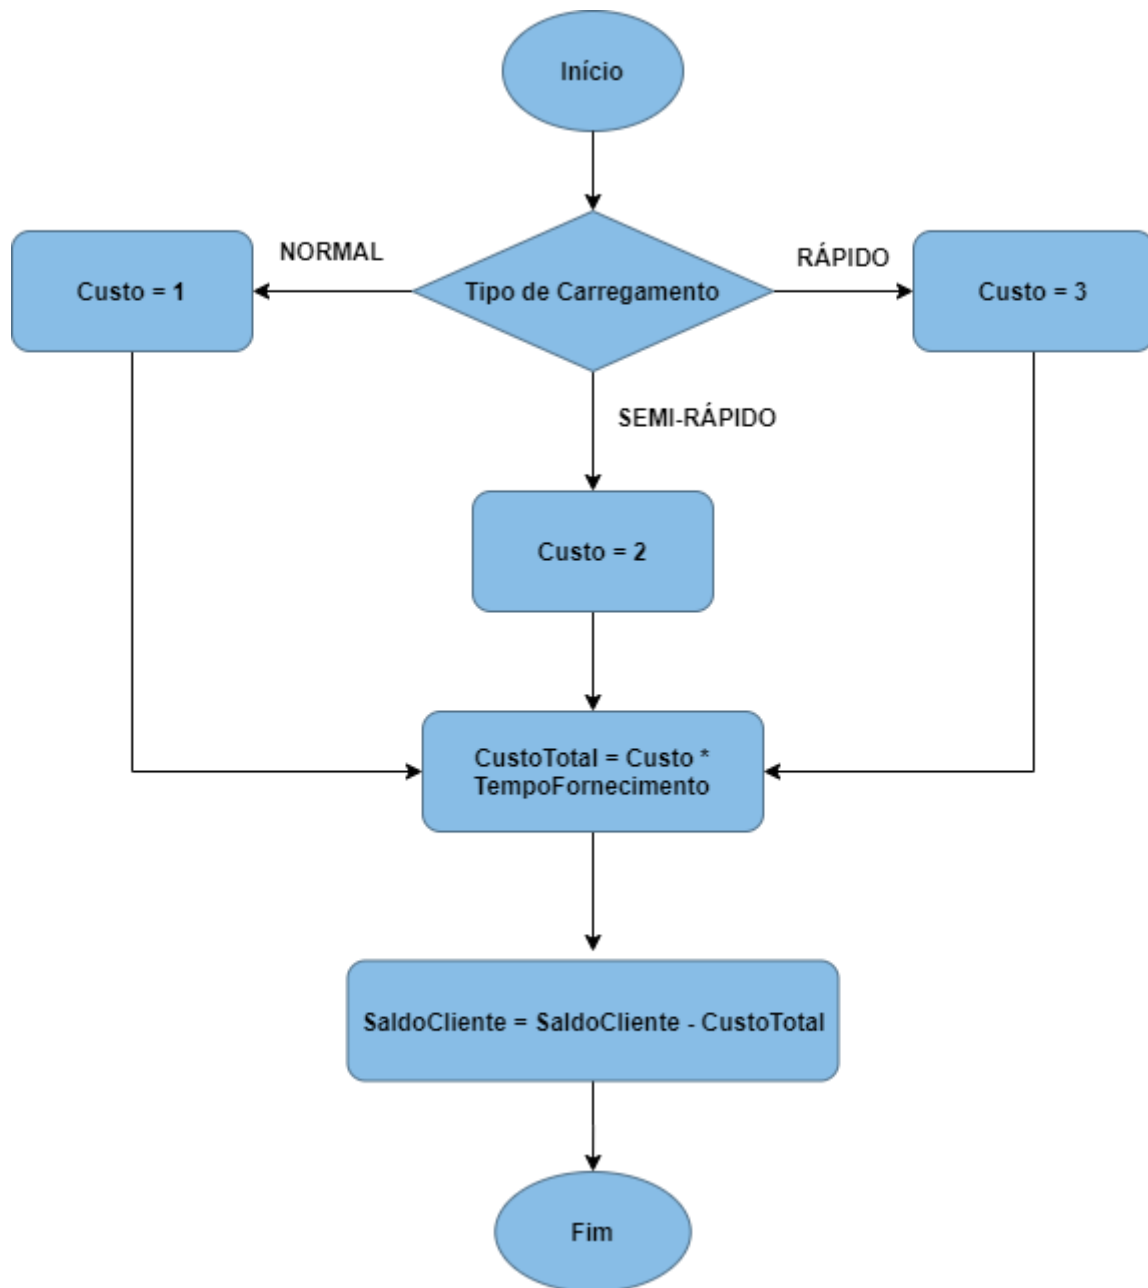 Início
NORMAL
RÁPIDO
Custo = 1
Tipo de Carregamento
Custo = 3
SEMI-RÁPIDO
Custo = 2
CustoTotal = Custo *
TempoFornecimento
SaldoCliente = SaldoCliente - CustoTotal
Fim